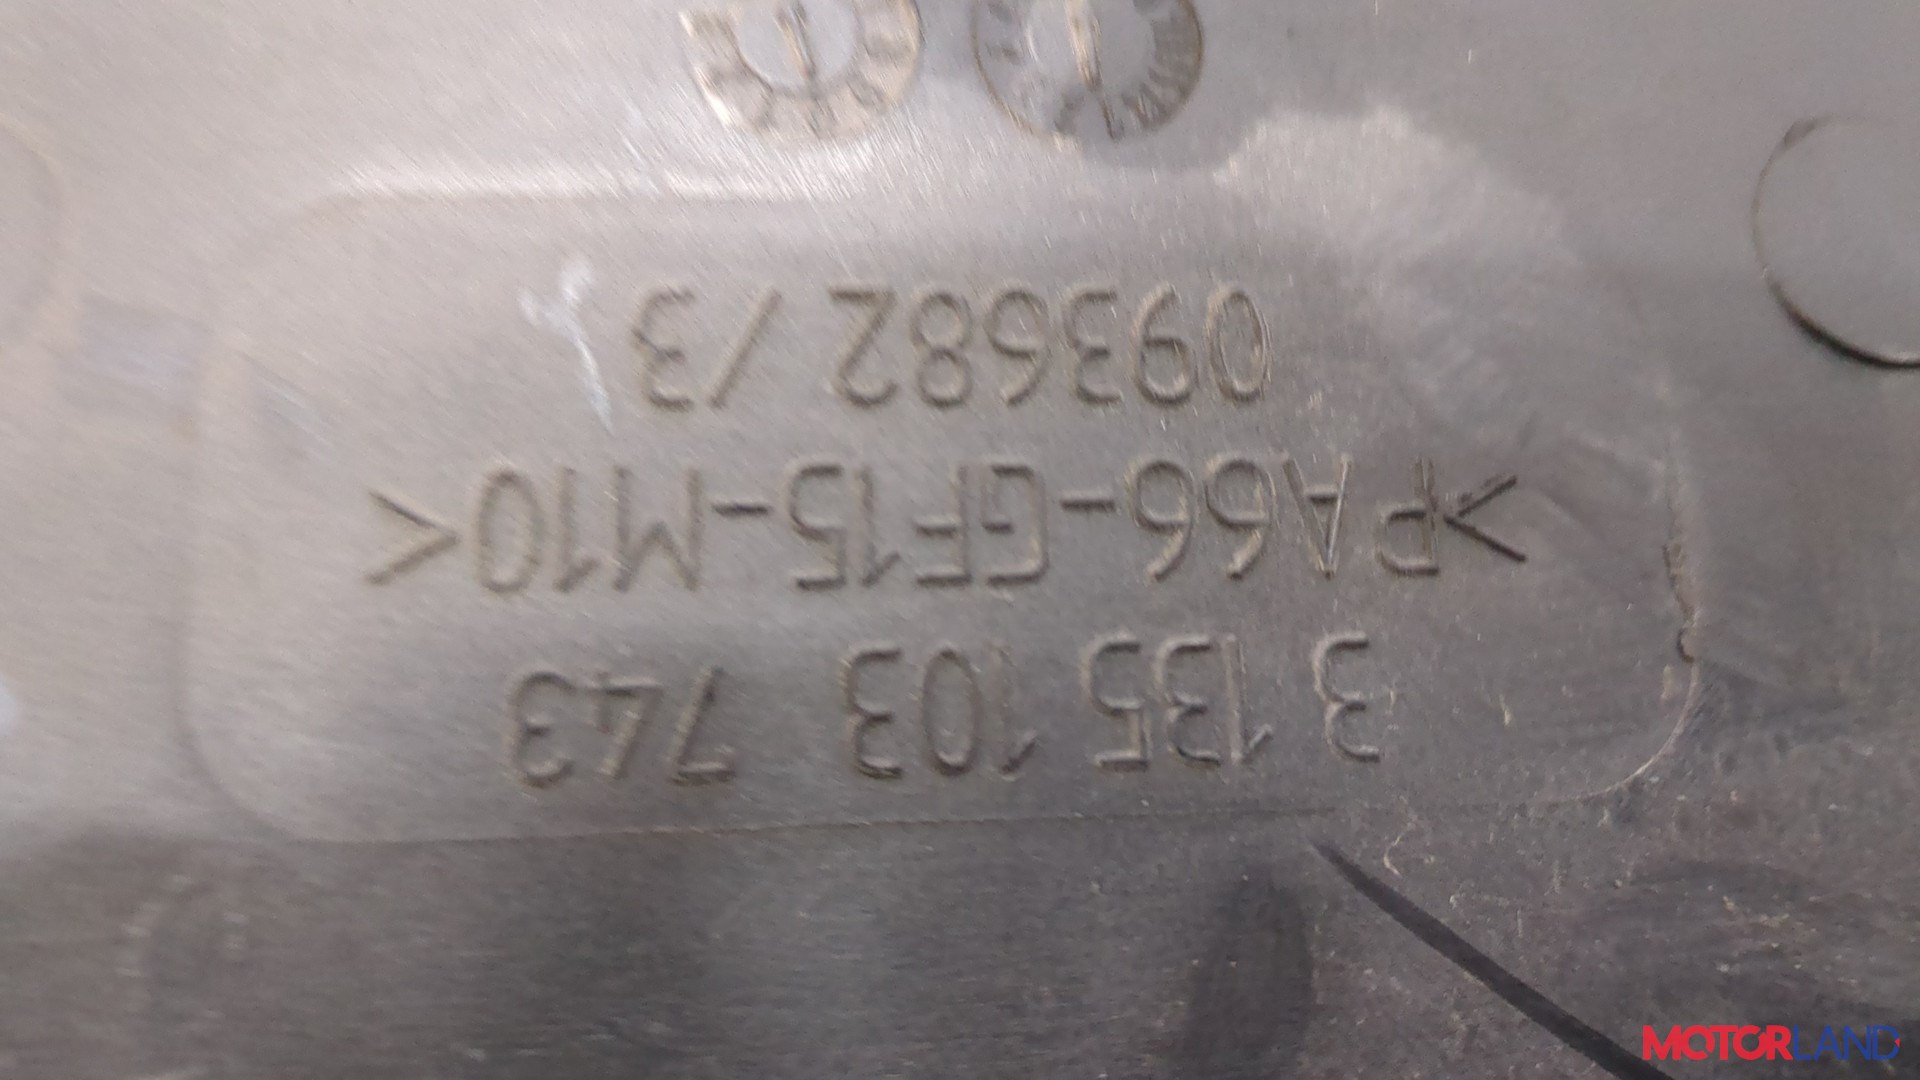 3 135 103 743
>PA66-GF15-M10<
093682 /3
MOTORLAND